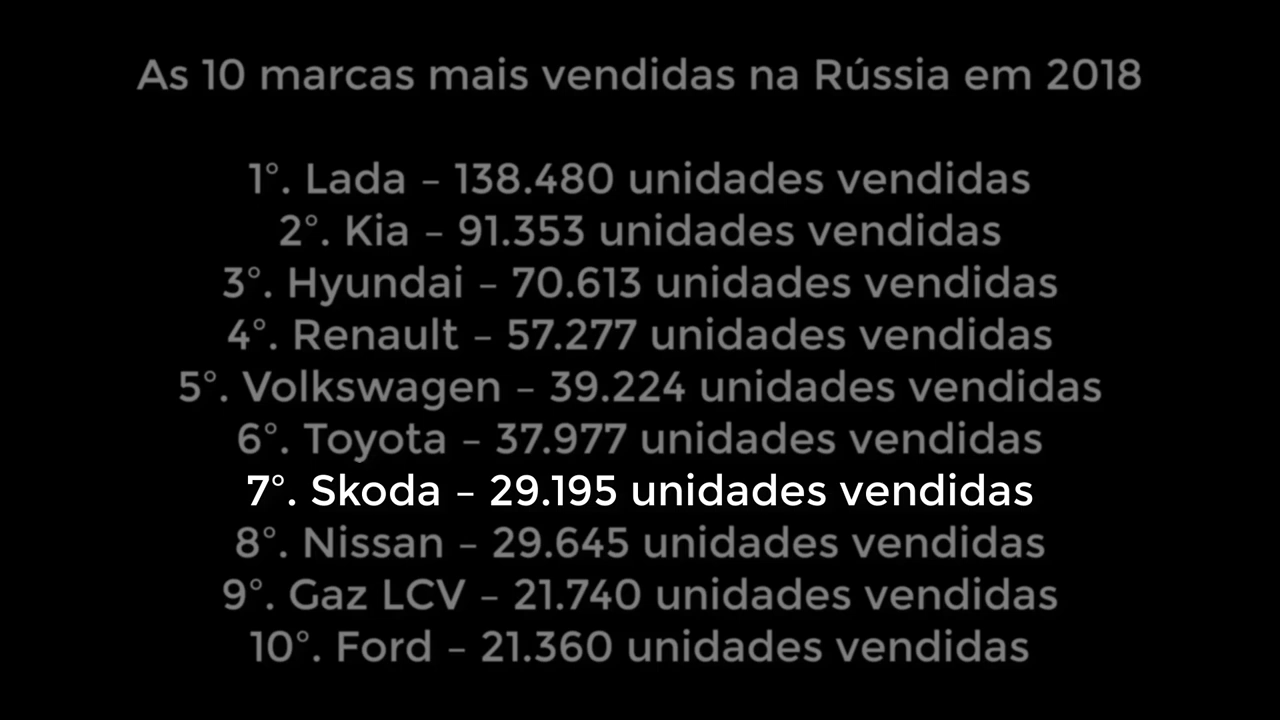 As 10 marcas mais vendidas na Rússia em 2018
1°. Lada – 138.480 unidades vendidas
2°. Kia – 91.353 unidades vendidas
3°. Hyundai – 70.613 unidades vendidas
4°. Renault – 57.277 unidades vendidas
5°. Volkswagen – 39.224 unidades vendidas
6°. Toyota – 37.977 unidades vendidas
7°. Skoda – 29.195 unidades vendidas
8°. Nissan – 29.645 unidades vendidas
9°. Gaz LCV – 21.740 unidades vendidas
10°. Ford – 21.360 unidades vendidas